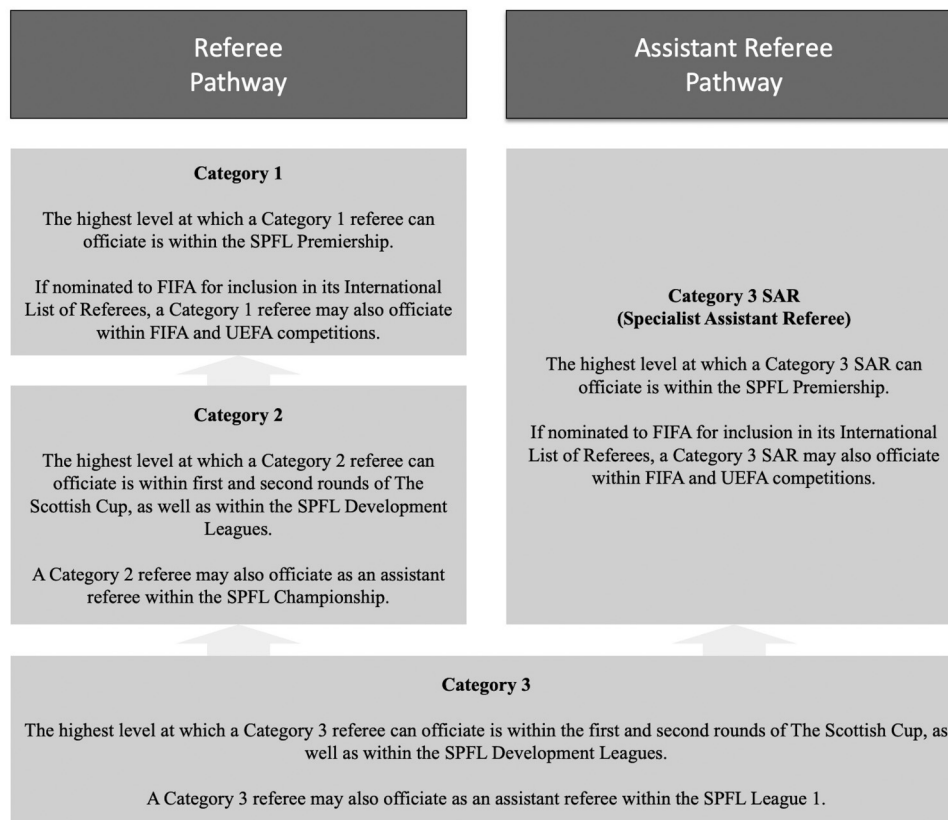 Referee
Pathway
Assistant Referee
Pathway
Category 1
The highest level at which a Category 1 referee can
officiate is within the SPFL Premiership.
If nominated to FIFA for inclusion in its International
List of Referees, a Category 1 referee may also officiate
within FIFA and UEFA competitions.
Category 2
The highest level at which a Category 2 referee can
officiate is within first and second rounds of The
Scottish Cup, as well as within the SPFL Development
Leagues.
A Category 2 referee may also officiate as an assistant
referee within the SPFL Championship.
Category 3 SAR
(Specialist Assistant Referee)
The highest level at which a Category 3 SAR can
officiate is within the SPFL Premiership.
If nominated to FIFA for inclusion in its International
List of Referees, a Category 3 SAR may also officiate
within FIFA and UEFA competitions.
Category 3
The highest level at which a Category 3 referee can officiate is within the first and second rounds of The Scottish Cup, as
well as within the SPFL Development Leagues.
A Category 3 referee may also officiate as an assistant referee within the SPFL League 1.